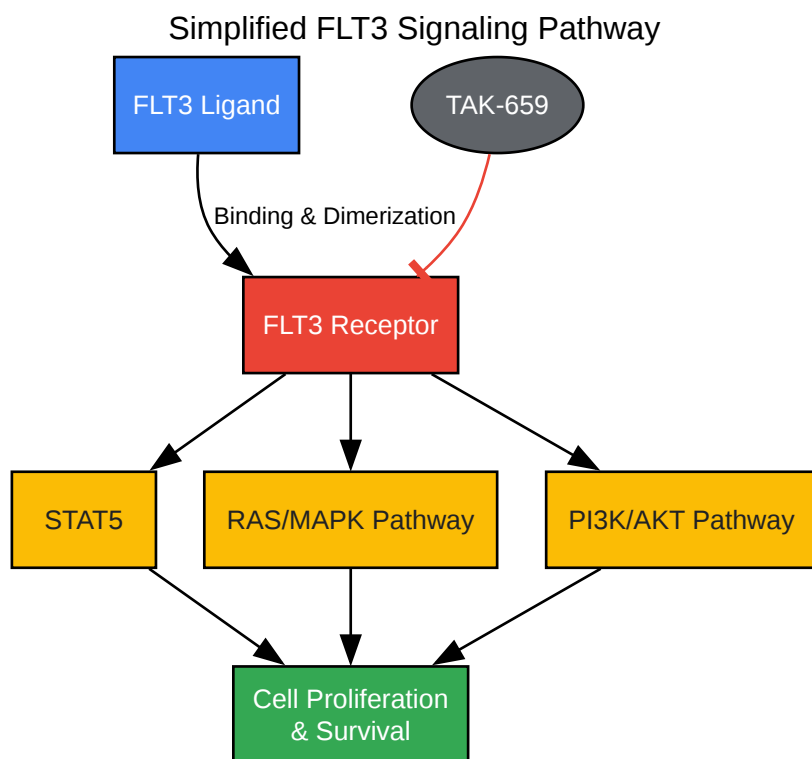 Simplified FLT3 Signaling Pathway
FLT3 Ligand
TAK-659
Binding & Dimerization
FLT3 Receptor
STAT5
RAS/MAPK Pathway
PI3K/AKT Pathway
Cell Proliferation
& Survival